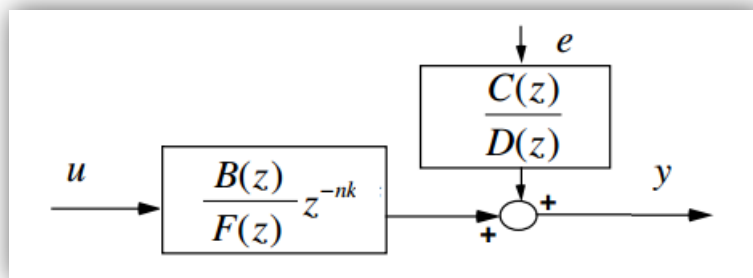 e
C(z)
D(z)
u
B(z)
F(z)
z^{-nk}
y
+
+